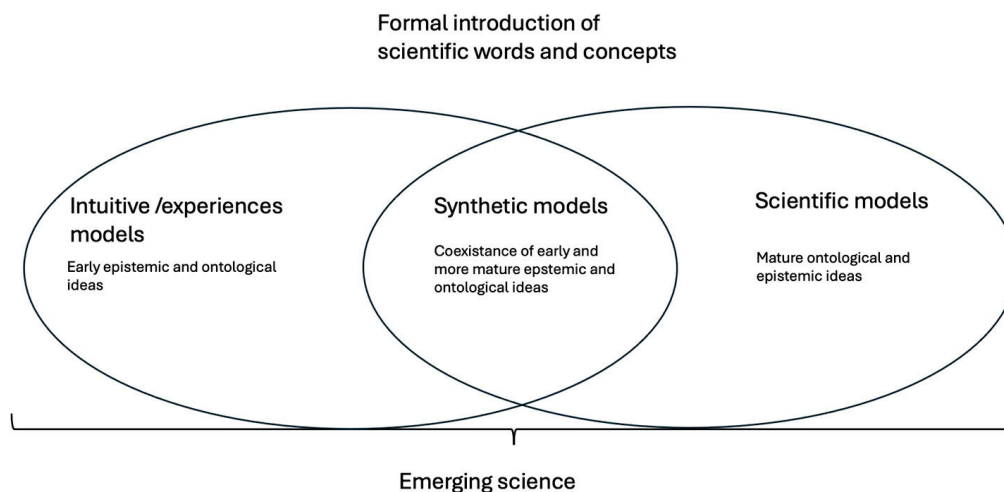 Formal introduction of
scientific words and concepts
Intuitive /experiences
models
Early epistemic and ontological
ideas
Synthetic models
Coexistance of early and
more mature epstemic and
ontological ideas
Scientific models
Mature ontological and
epistemic ideas
Emerging science